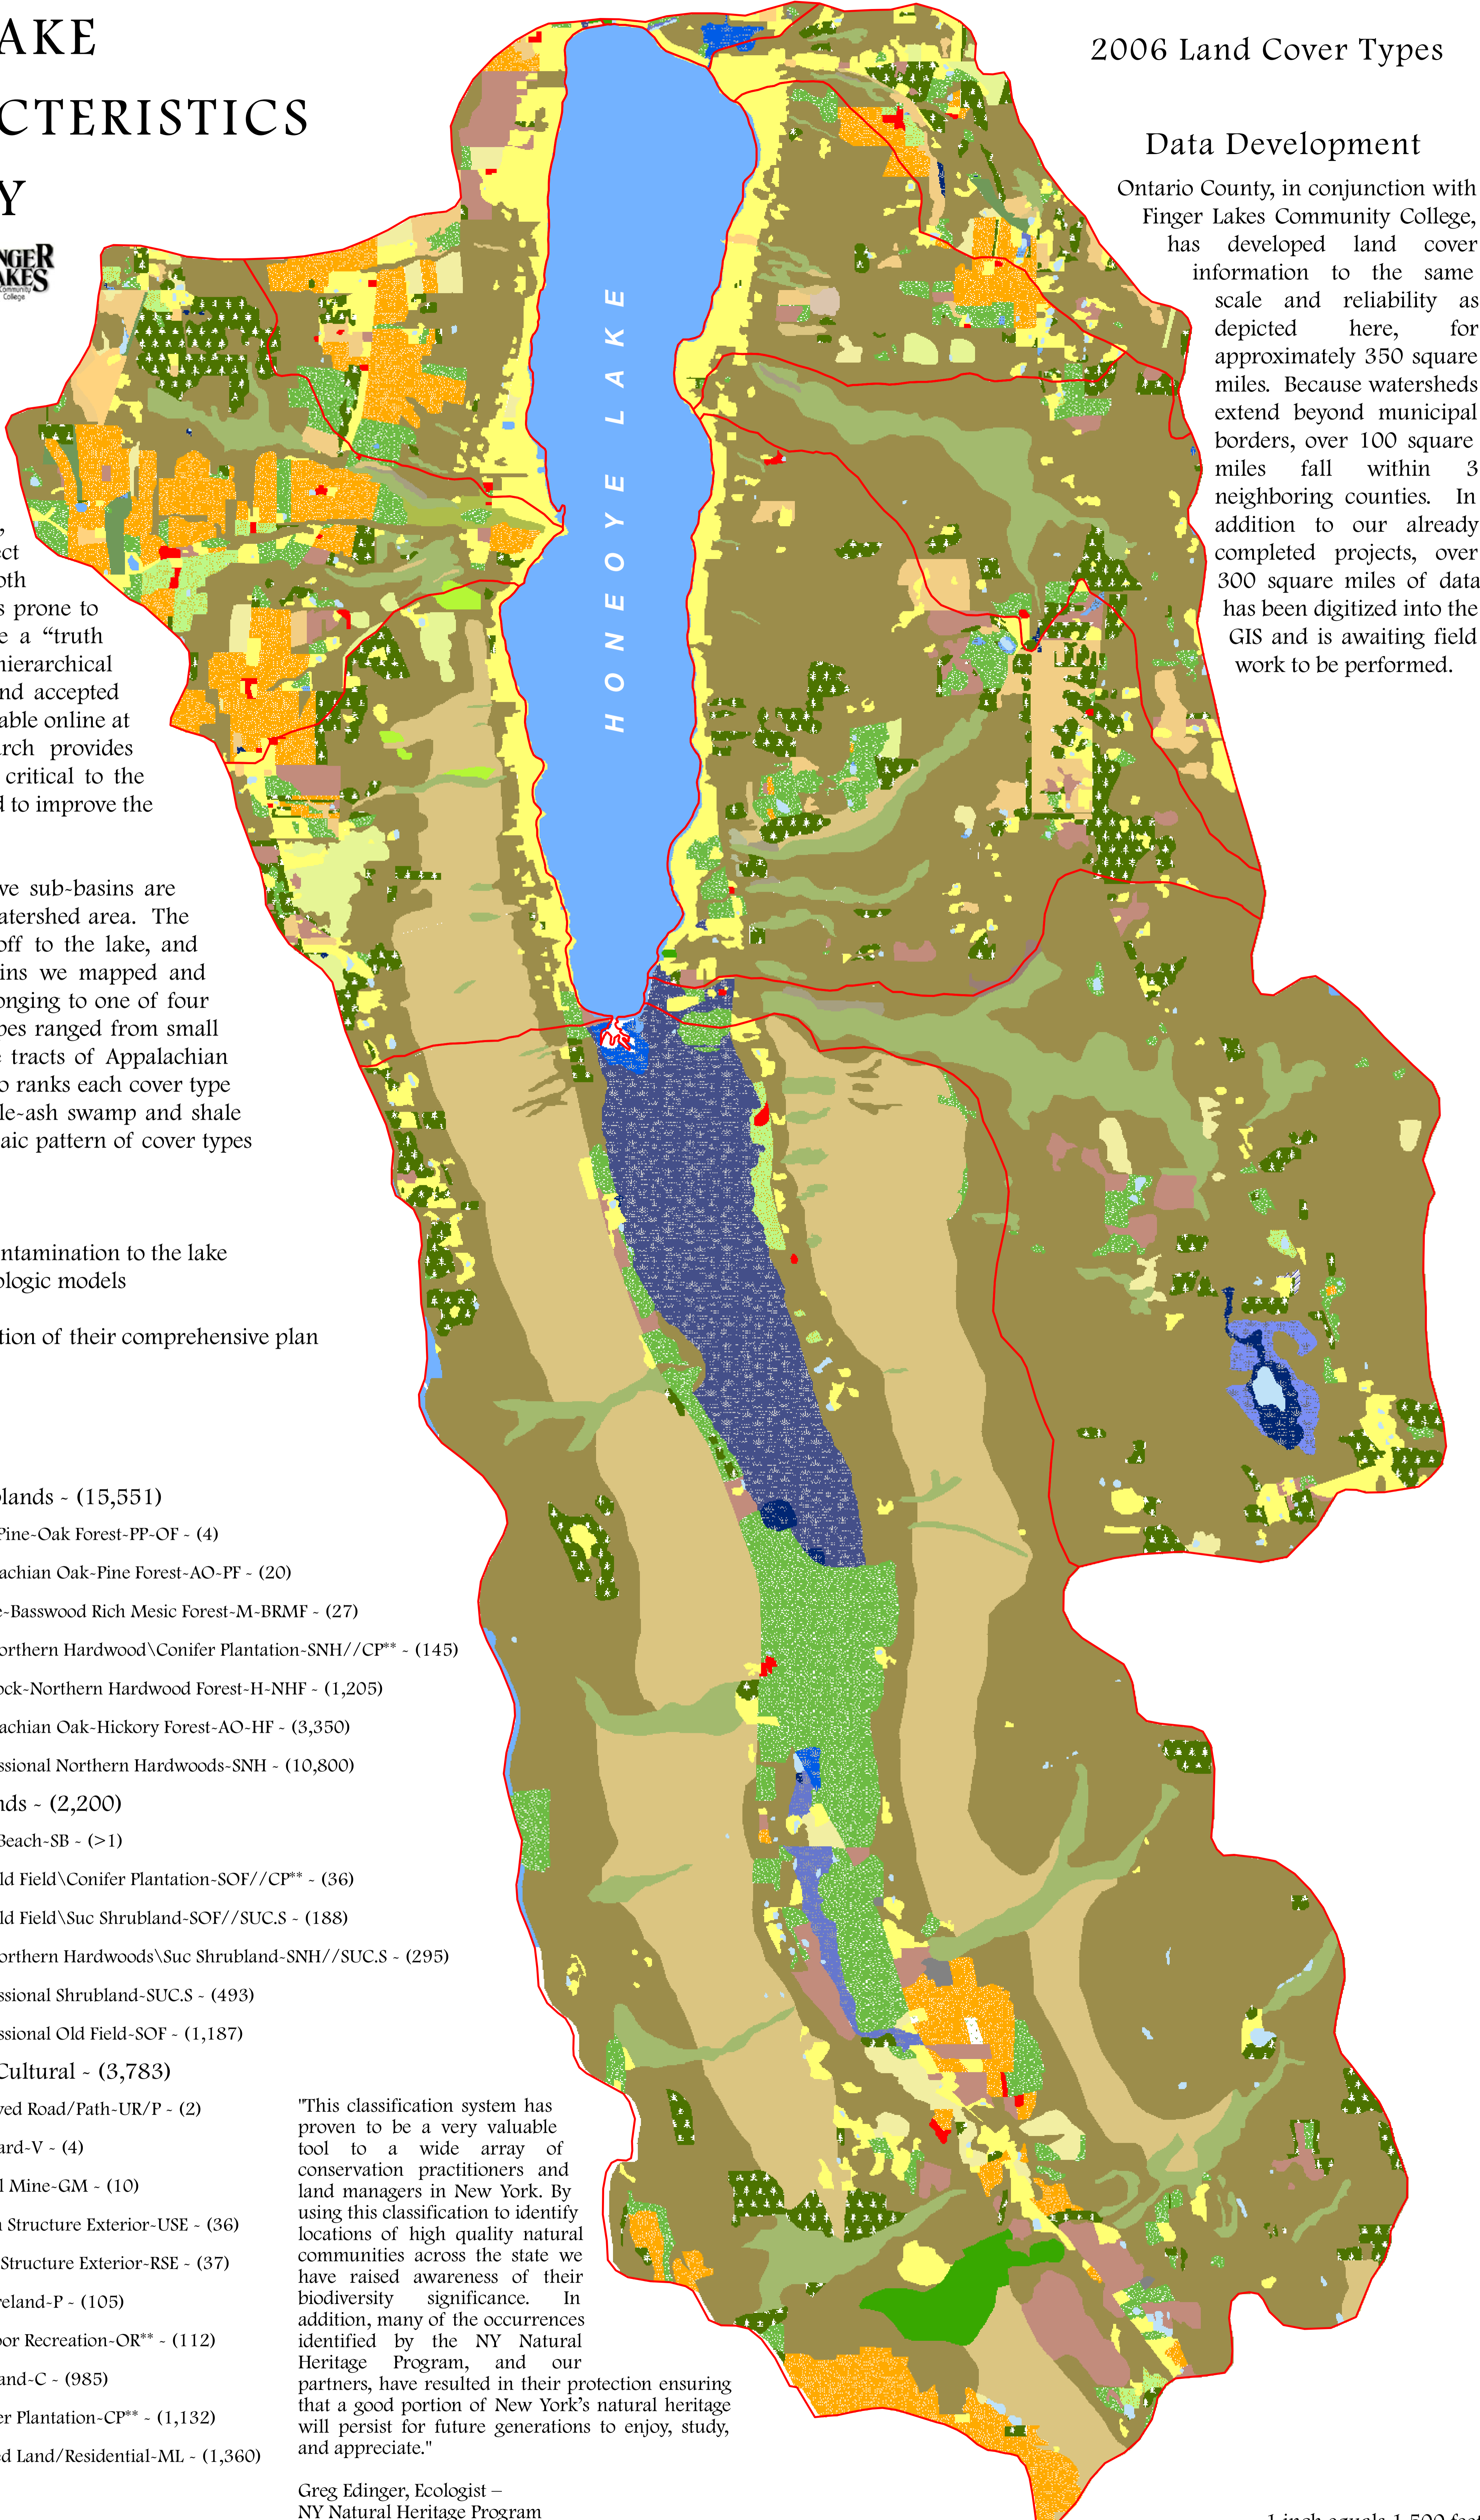 AKE
CTERISTICS
Y
NGER
AKES
Community
College
2006 Land Cover Types
Data Development
Ontario County, in conjunction with
Finger Lakes Community College,
has developed land cover
information to the same
scale and reliability as
depicted here, for
approximately 350 square
miles. Because watersheds
extend beyond municipal
borders, over 100 square
miles fall within 3
neighboring counties. In
addition to our already
completed projects, over
300 square miles of data
has been digitized into the
GIS and is awaiting field
work to be performed.
HONEOYE LAKE
,
ect
oth
s prone to
e a “truth
hierarchical
nd accepted
able online at
arch provides
critical to the
d to improve the
ve sub-basins are
atershed area. The
off to the lake, and
ins we mapped and
onging to one of four
pes ranged from small
e tracts of Appalachian
o ranks each cover type
le-ash swamp and shale
aic pattern of cover types
ntamination to the lake
ologic models
tion of their comprehensive plan
lands - (15,551)
Pine-Oak Forest-PP-OF - (4)
achian Oak-Pine Forest-AO-PF - (20)
e-Basswood Rich Mesic Forest-M-BRMF - (27)
orthern Hardwood\Conifer Plantation-SNH//CP** - (145)
ock-Northern Hardwood Forest-H-NHF - (1,205)
achian Oak-Hickory Forest-AO-HF - (3,350)
ssional Northern Hardwoods-SNH - (10,800)
nds - (2,200)
Beach-SB - (>1)
ld Field\Conifer Plantation-SOF//CP** - (36)
ld Field\Suc Shrubland-SOF//SUC.S - (188)
orthern Hardwoods\Suc Shrubland-SNH//SUC.S - (295)
ssional Shrubland-SUC.S - (493)
ssional Old Field-SOF - (1,187)
Cultural - (3,783)
ved Road/Path-UR/P - (2)
ard-V - (4)
l Mine-GM - (10)
n Structure Exterior-USE - (36)
Structure Exterior-RSE - (37)
reland-P - (105)
oor Recreation-OR** - (112)
and-C - (985)
er Plantation-CP** - (1,132)
ed Land/Residential-ML - (1,360)
"This classification system has
proven to be a very valuable
tool to a wide array of
conservation practitioners and
land managers in New York. By
using this classification to identify
locations of high quality natural
communities across the state we
have raised awareness of their
biodiversity significance. In
addition, many of the occurrences
identified by the NY Natural
Heritage Program, and our
partners, have resulted in their protection ensuring
that a good portion of New York's natural heritage
will persist for future generations to enjoy, study,
and appreciate."
Greg Edinger, Ecologist –
NY Natural Heritage Program
1 inch equals 1,500 feet